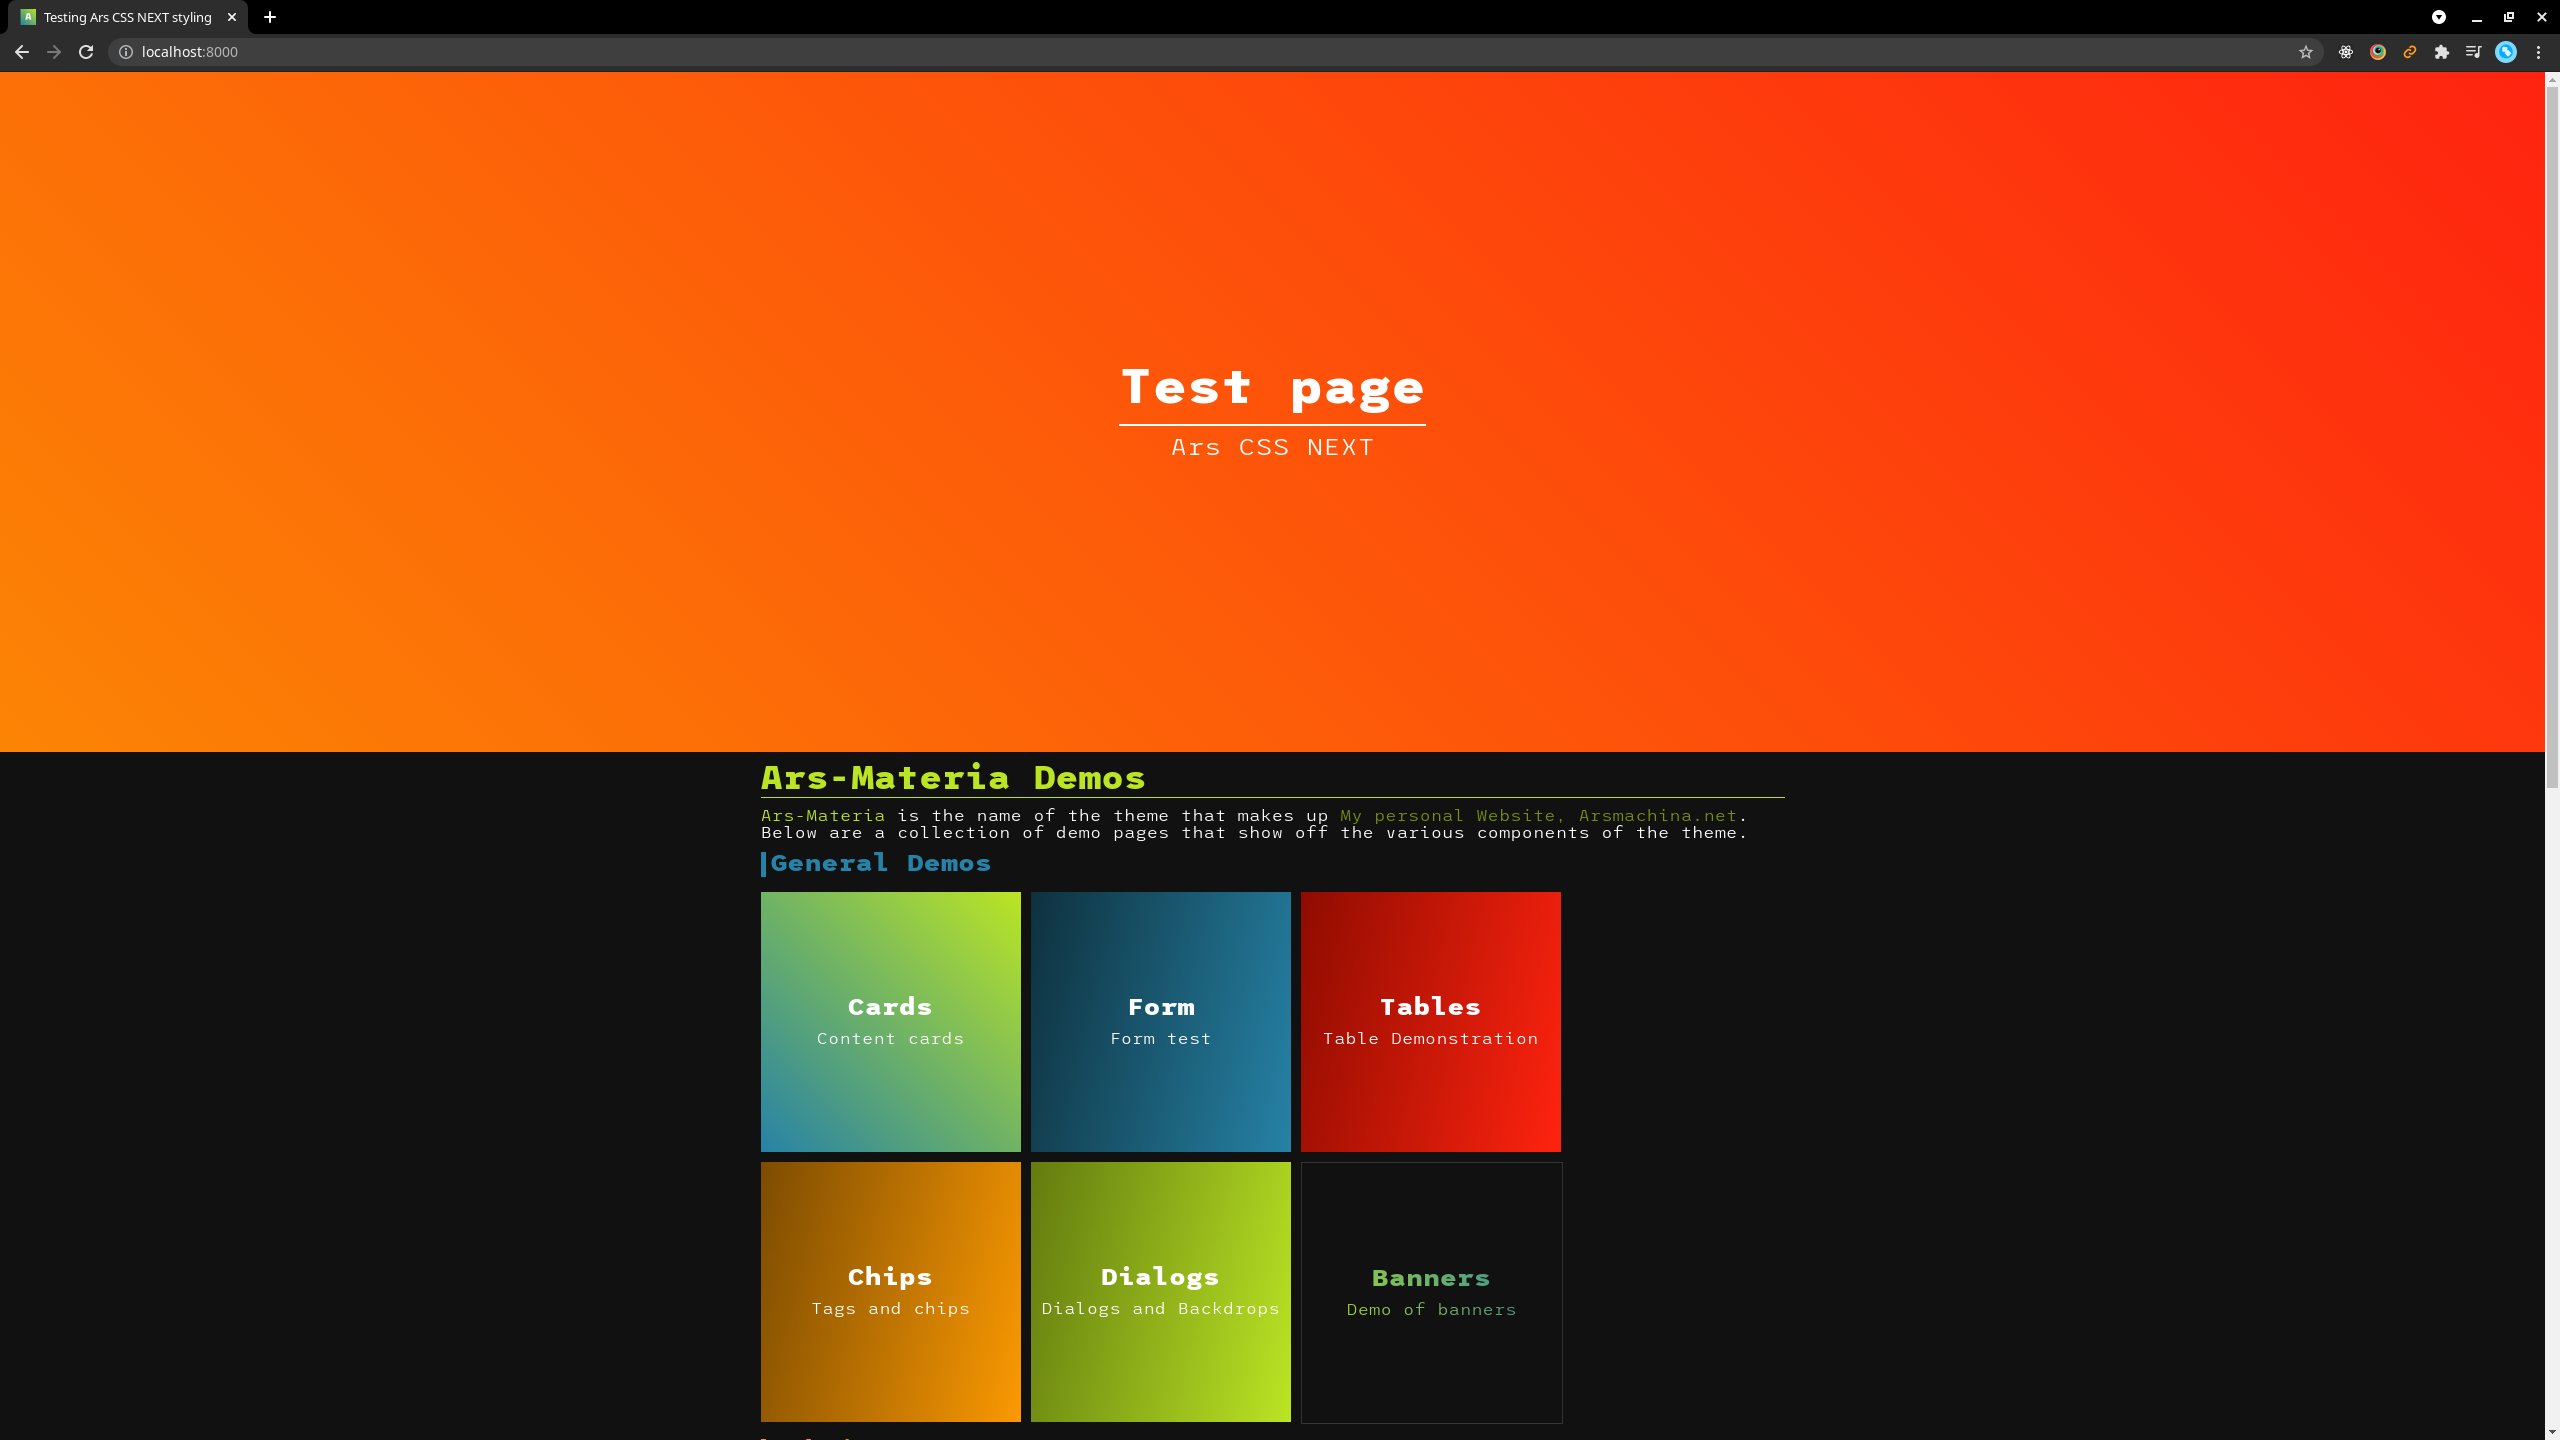 Testing Ars CSS NEXT styling
localhost:8000
Test page
Ars CSS NEXT
Ars-Materia Demos
Ars-Materia is the name of the theme that makes up My personal Website, Arsmachina.net.
Below are a collection of demo pages that show off the various components of the theme.
General Demos
Cards
Content cards
Form
Form test
Tables
Table Demonstration
Chips
Tags and chips
Dialogs
Dialogs and Backdrops
Banners
Demo of banners